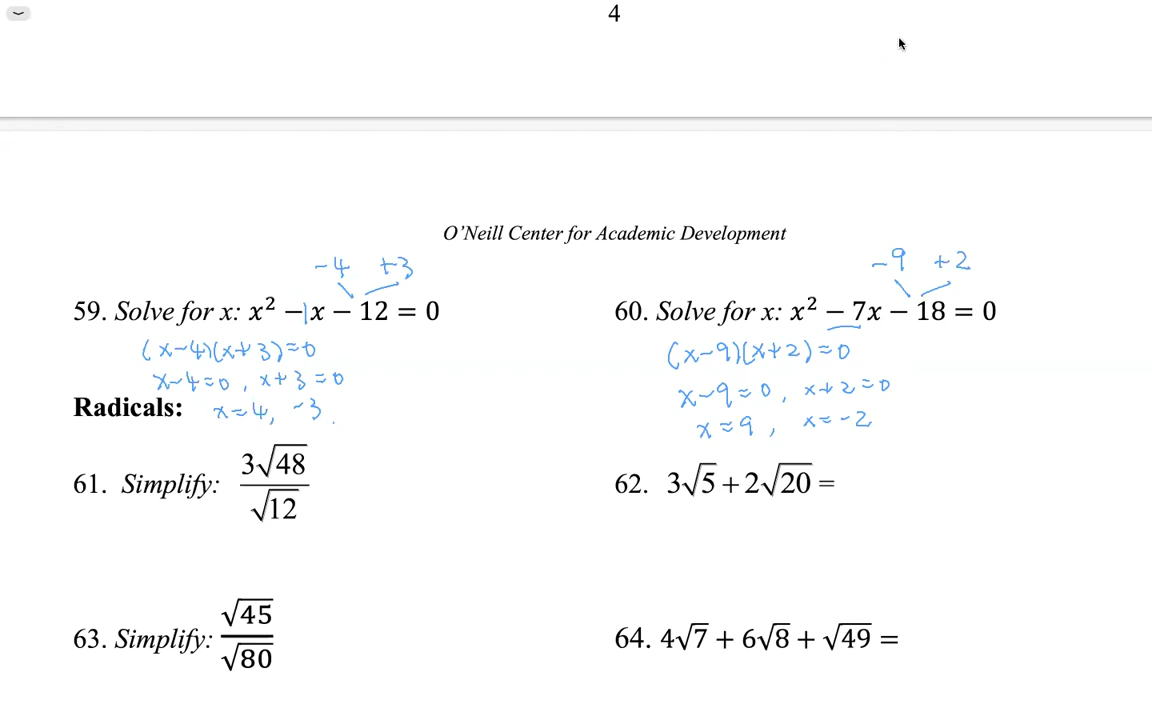 4
O'Neill Center for Academic Development
-4 +3
-9 +2
59. Solve for x: x² - 1x - 12 = 0
60. Solve for x: x² - 7x - 18 = 0
(x-4)(x+3)=0
(x-9)(x+2)=0
x-4=0, x+3=0
x-9=0, x+2=0
Radicals:
x=4, -3.
x=9, x=-2
61. Simplify: 3√48 / √12
62. 3√5 + 2√20 =
63. Simplify: √45 / √80
64. 4√7 + 6√8 + √49 =